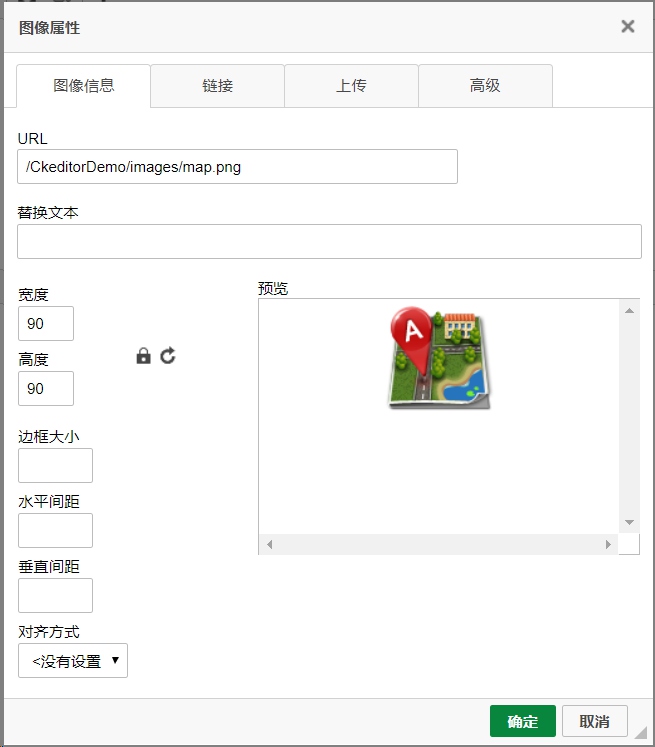 图像属性
图像信息 链接 上传 高级
URL
/CkeditorDemo/images/map.png
替换文本
宽度
90
高度
90
边框大小
水平间距
垂直间距
对齐方式
<没有设置
预览
A
确定 取消